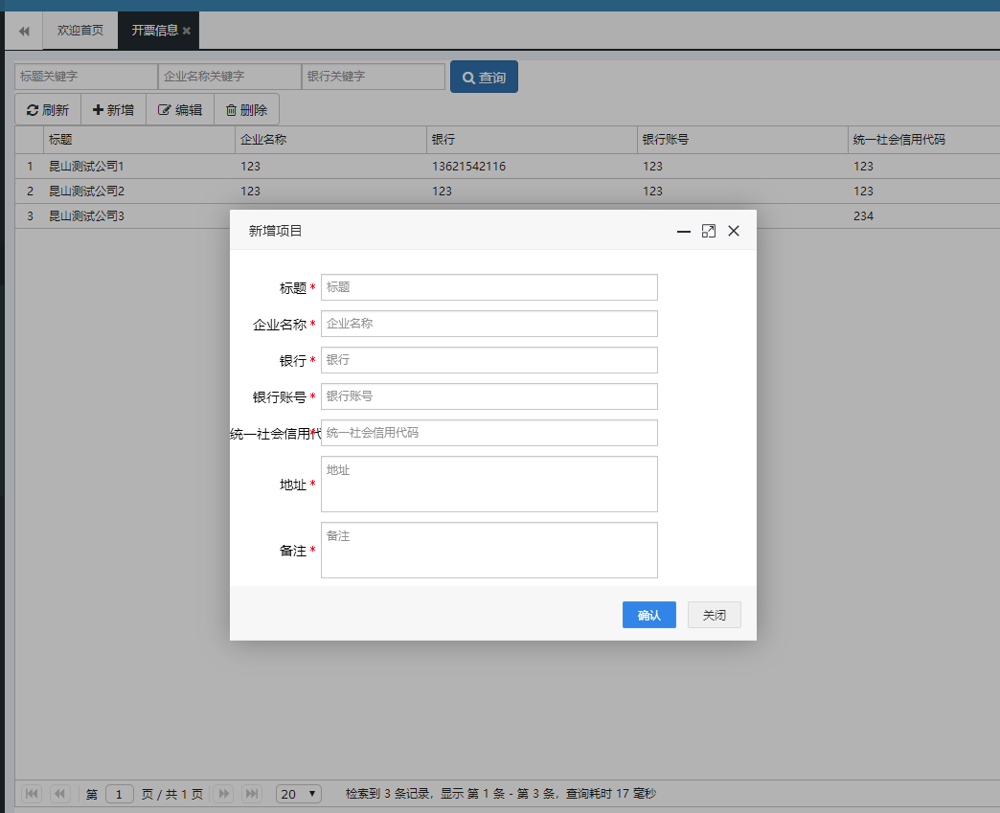 欢迎首页 开票信息
标题关键字 企业名称关键字 银行关键字 查询
刷新 新增 编辑 删除
标题 企业名称 银行 银行账号 统一社会信用代码
1 昆山测试公司1 123 13621542116 123 123
2 昆山测试公司2 123 123 123 123
3 昆山测试公司3 234
新增项目
标题 * 标题
企业名称 * 企业名称
银行 * 银行
银行账号 * 银行账号
统一社会信用代* 统一社会信用代码
地址 * 地址
备注 * 备注
确认 关闭
第 1 页 / 共 1 页 20 检索到 3 条记录，显示 第 1 条 - 第 3 条，查询耗时 17 毫秒